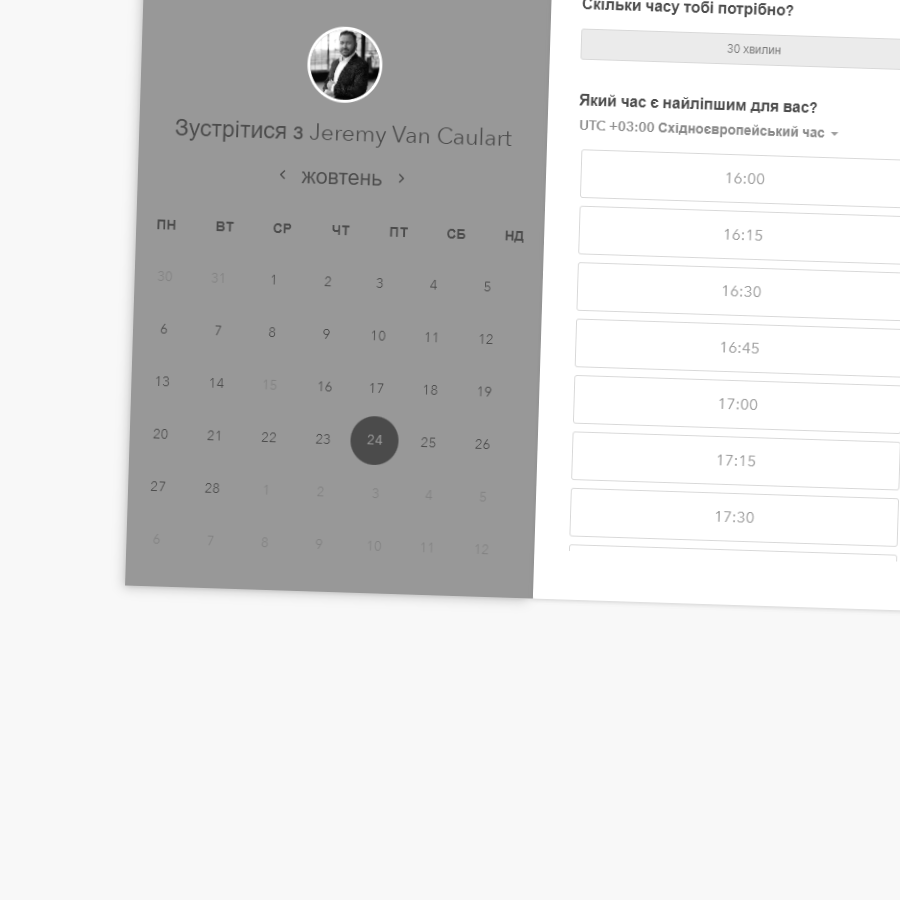 Зустрітися з Jeremy Van Caulart
жовтень
ПН ВТ СР ЧТ ПТ СБ НД
30 31 1 2 3 4 5
6 7 8 9 10 11 12
13 14 15 16 17 18 19
20 21 22 23 24 25 26
27 28 1 2 3 4 5
6 7 8 9 10 11 12
Скільки часу тобі потрібно?
30 хвилин
Який час є найліпшим для вас?
UTC +03:00 Східноєвропейський час
16:00
16:15
16:30
16:45
17:00
17:15
17:30